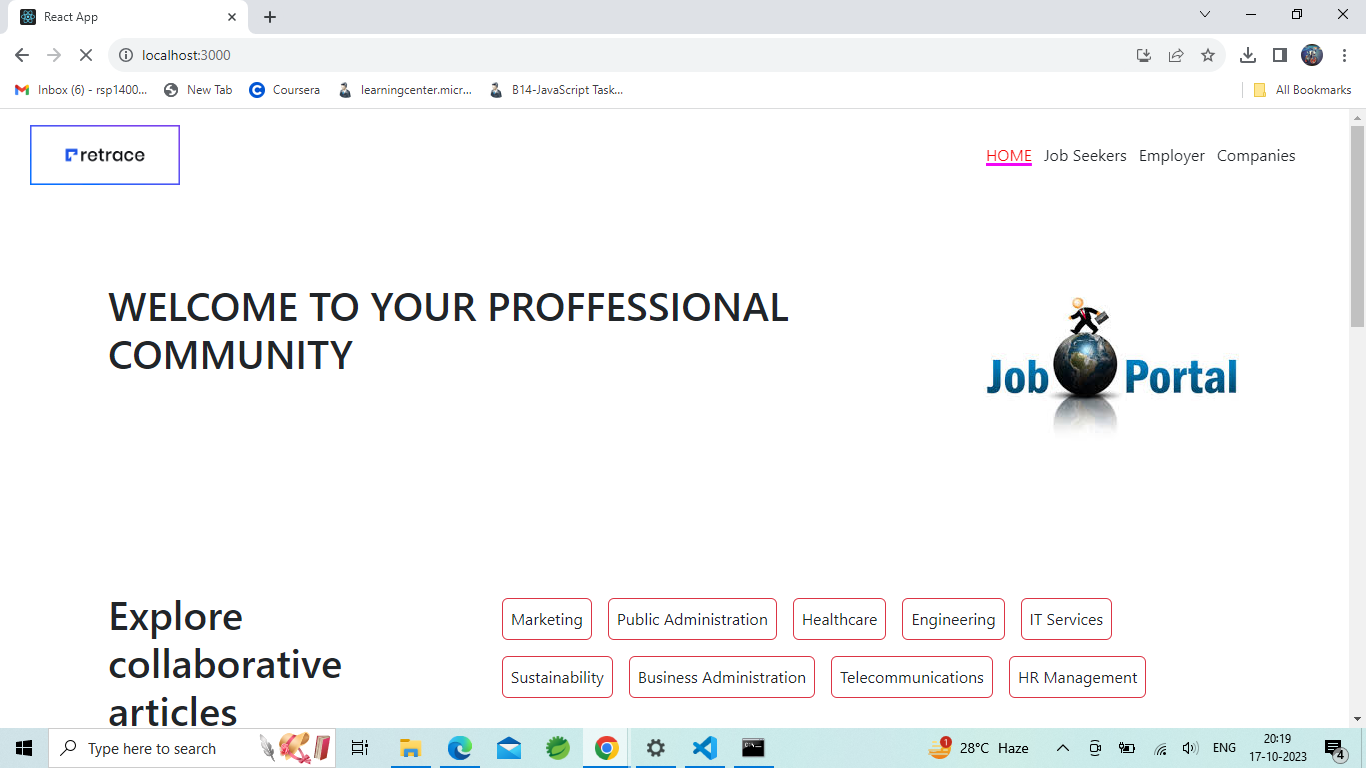 React App
localhost:3000
Inbox (6) - rsp1400... New Tab Coursera learningcenter.micr... B14-JavaScript Task... All Bookmarks
retrace
HOME Job Seekers Employer Companies
WELCOME TO YOUR PROFFESSIONAL
COMMUNITY
Job Portal
Explore
collaborative
articles
Marketing Public Administration Healthcare Engineering IT Services
Sustainability Business Administration Telecommunications HR Management
Type here to search
1
28°C Haze
ENG
20:19
17-10-2023
4